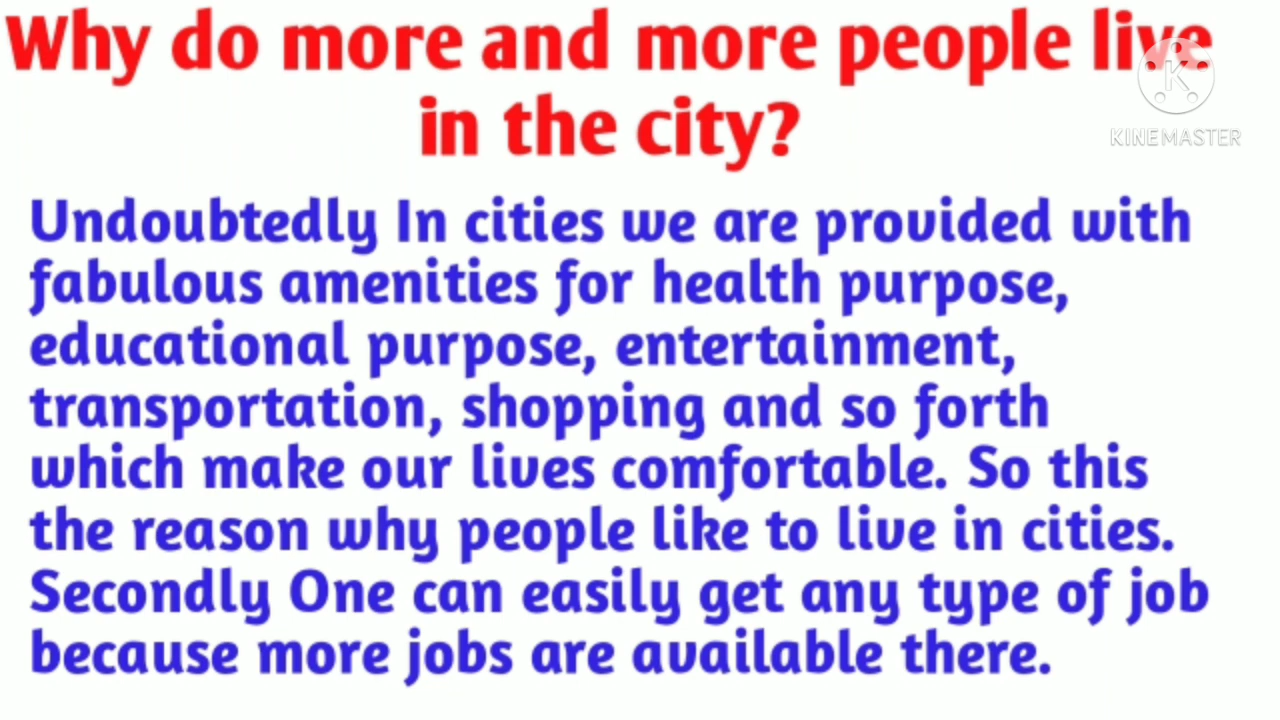 Why do more and more people live
in the city?
KINEMASTER
Undoubtedly In cities we are provided with
fabulous amenities for health purpose,
educational purpose, entertainment,
transportation, shopping and so forth
which make our lives comfortable. So this
the reason why people like to live in cities.
Secondly One can easily get any type of job
because more jobs are available there.